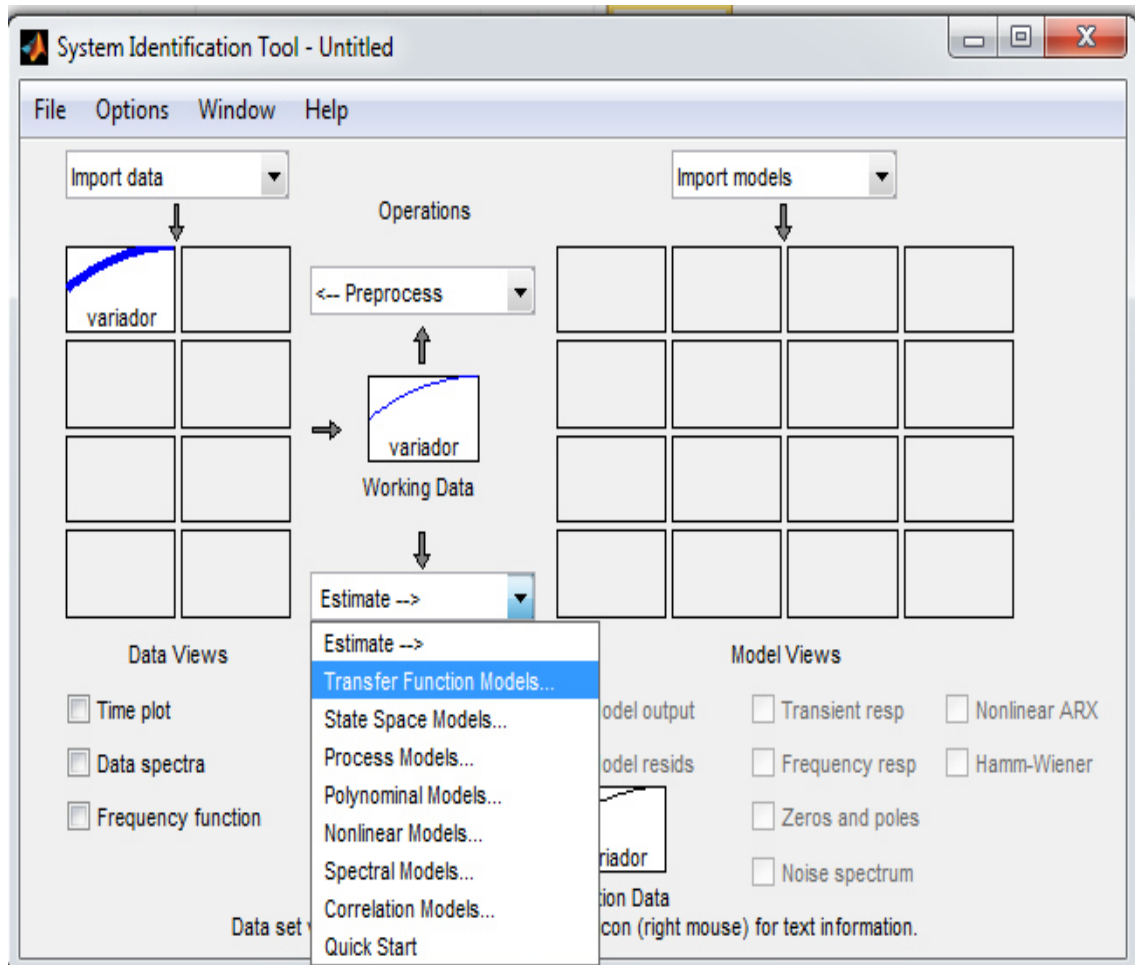 System Identification Tool - Untitled
File Options Window Help
Import data
Import models
Operations
<-- Preprocess
variador
variador
Working Data
Estimate -->
Data Views
Model Views
Estimate -->
Transfer Function Models...
State Space Models...
Process Models...
Polynominal Models...
Nonlinear Models...
Spectral Models...
Correlation Models...
Quick Start
Time plot
Data spectra
Frequency function
odel output
Transient resp
Nonlinear ARX
odel resids
Frequency resp
Hamm-Wiener
Zeros and poles
riador
Noise spectrum
tion Data
Data set
con (right mouse) for text information.